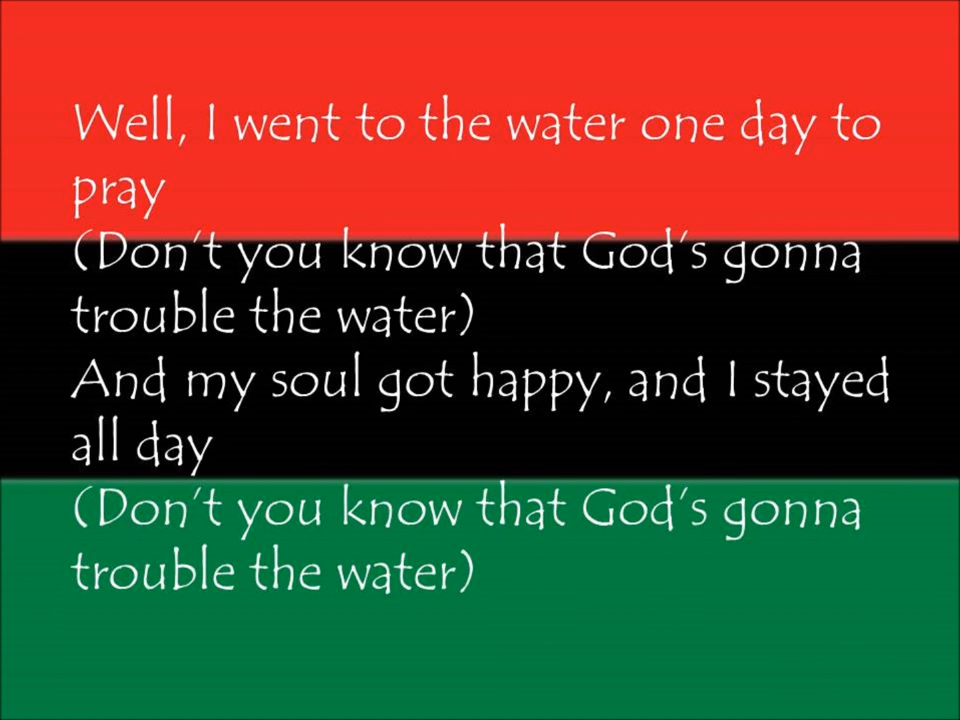 Well, I went to the water one day to
pray
(Don't you know that God's gonna
trouble the water)
And my soul got happy, and I stayed
all day
(Don't you know that God's gonna
trouble the water)